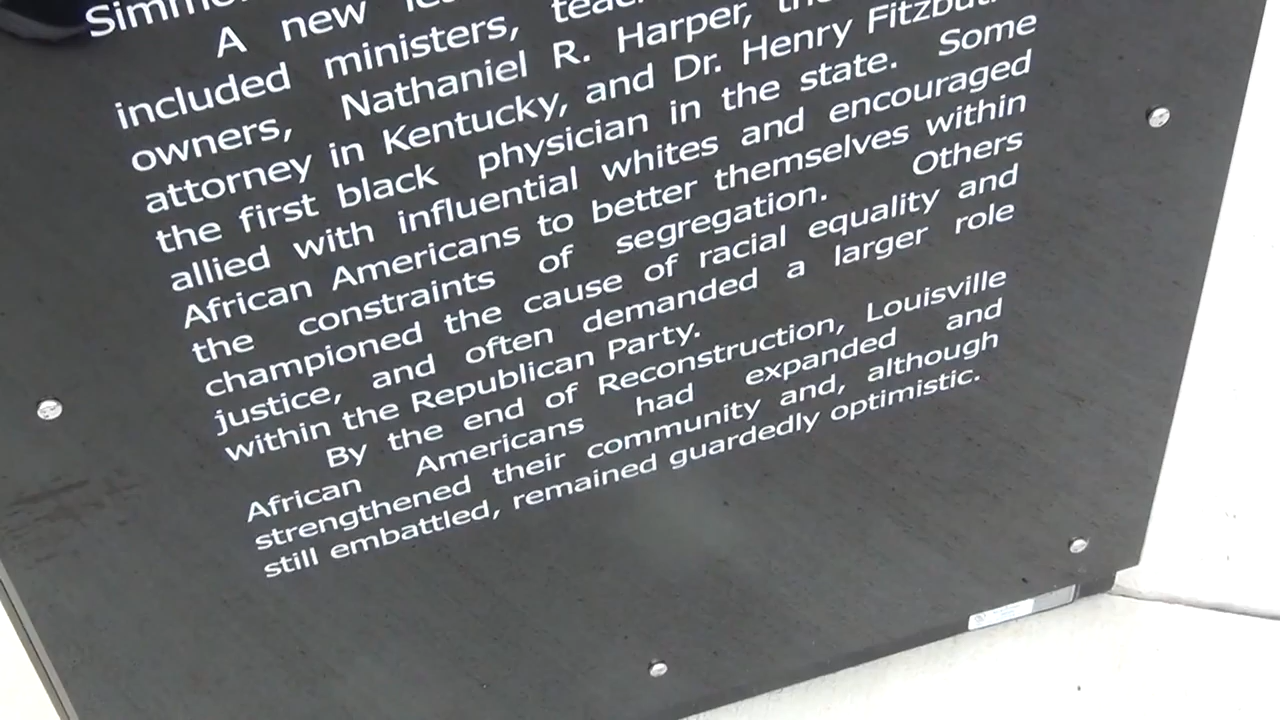 A new
included ministers,
owners, Nathaniel R. Harper,
attorney in Kentucky, and Dr. Henry
the first black physician in the state. Some
allied with influential whites and encouraged
African Americans to better themselves within
the constraints of segregation. Others
championed the cause of racial equality and
justice, and often demanded a larger role
within the Republican Party.
By the end of Reconstruction, Louisville
African Americans had expanded and
strengthened their community and, although
still embattled, remained guardedly optimistic.